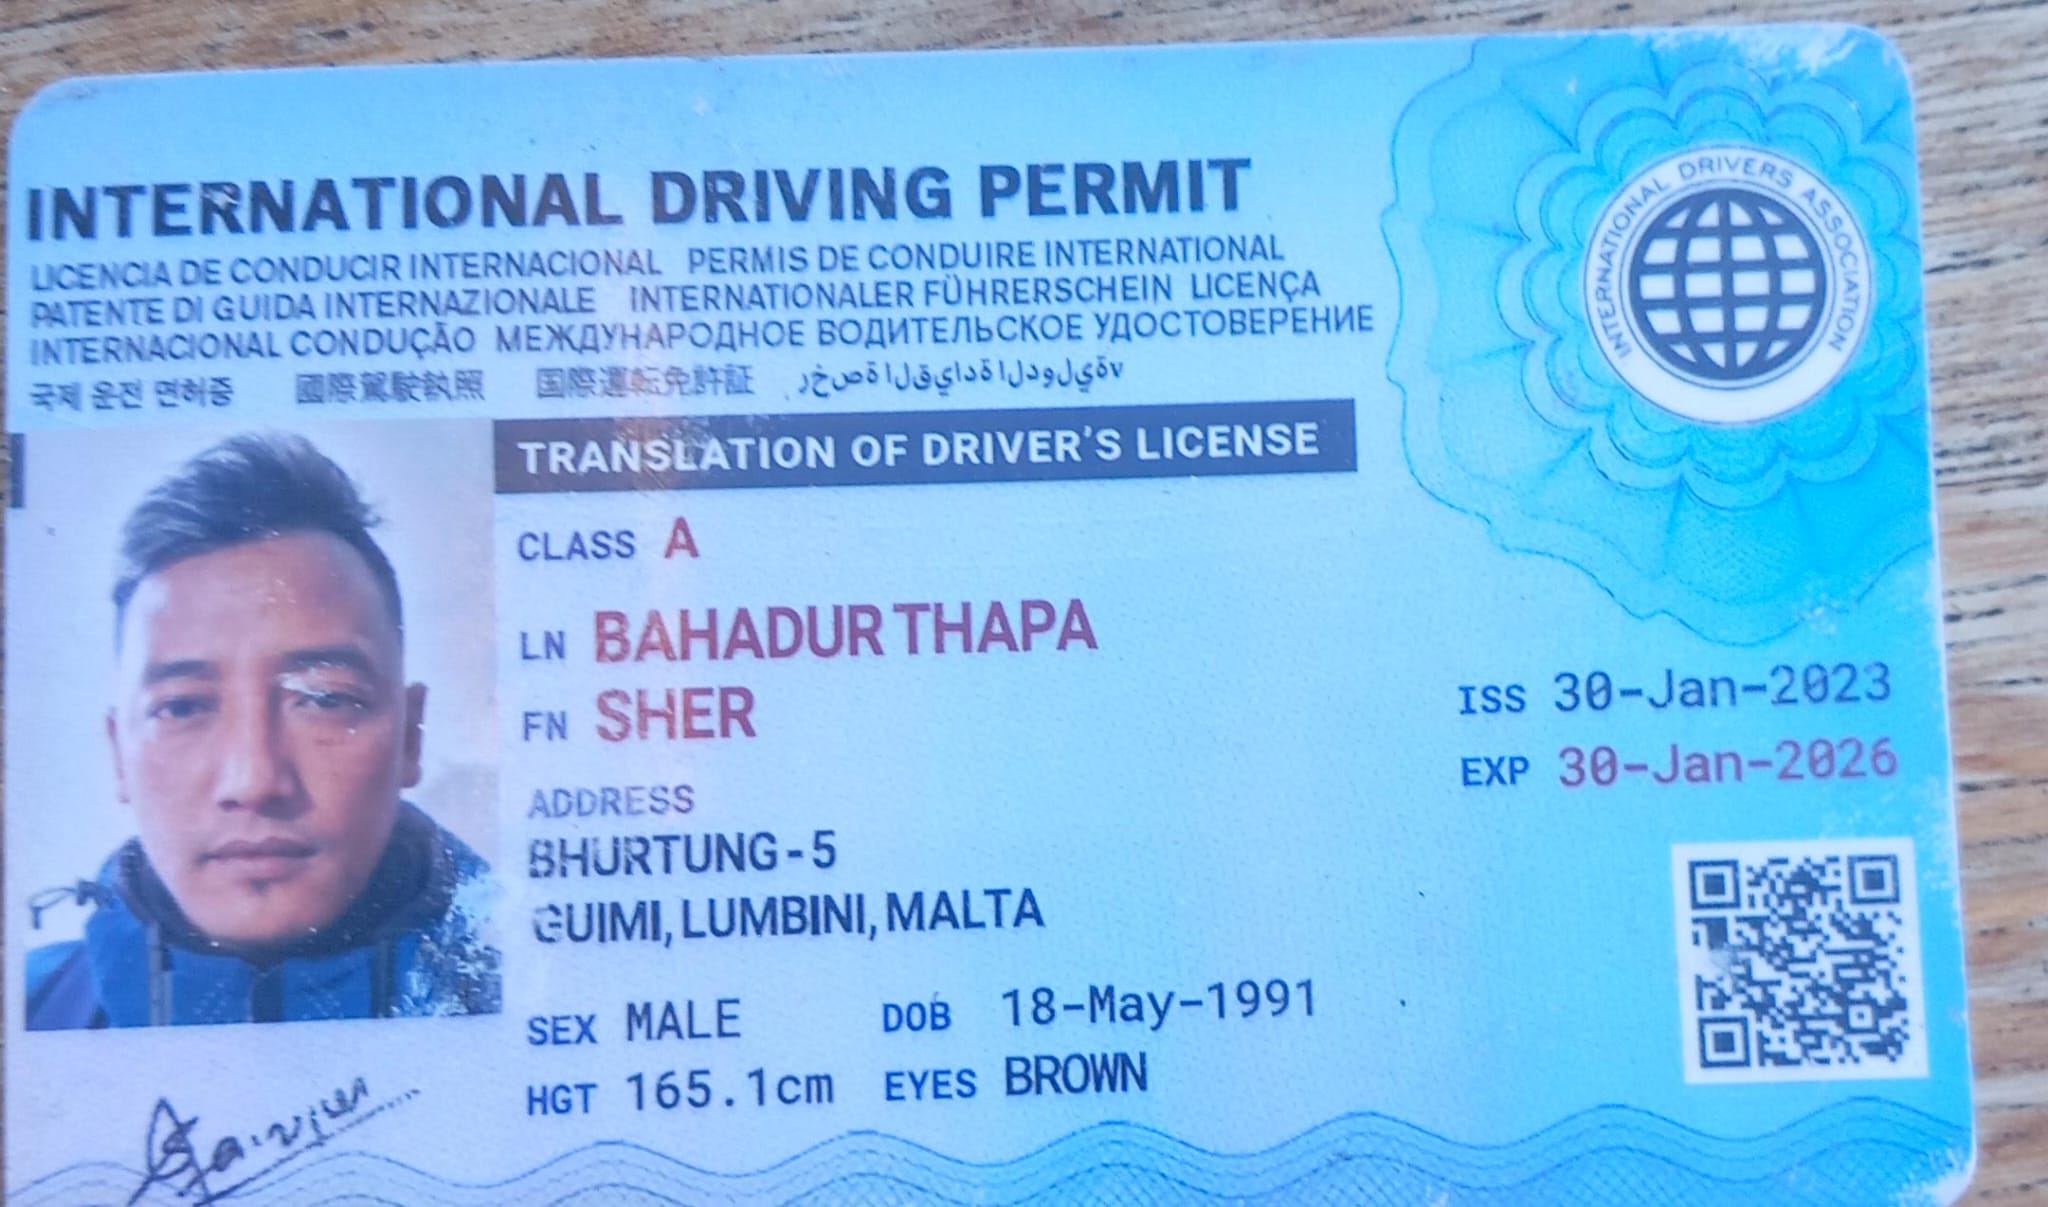 INTERNATIONAL DRIVING PERMIT
LICENCIA DE CONDUCIR INTERNACIONAL PERMIS DE CONDUIRE INTERNATIONAL
PATENTE DI GUIDA INTERNAZIONALE INTERNATIONALER FÜHRERSCHEIN LICENÇA
INTERNACIONAL CONDUÇÃO МЕЖДУНАРОДНОЕ ВОДИТЕЛЬСКОЕ УДОСТОВЕРЕНИЕ
국제 운전 면허증 國際駕駛執照 国際運転免許証
INTERNATIONAL DRIVERS ASSOCIATION
TRANSLATION OF DRIVER'S LICENSE
CLASS A
LN BAHADUR THAPA
FN SHER
ISS 30-Jan-2023
EXP 30-Jan-2026
ADDRESS
BHURTUNG-5
GUIMI, LUMBINI, MALTA
SEX MALE DOB 18-May-1991
HGT 165.1cm EYES BROWN